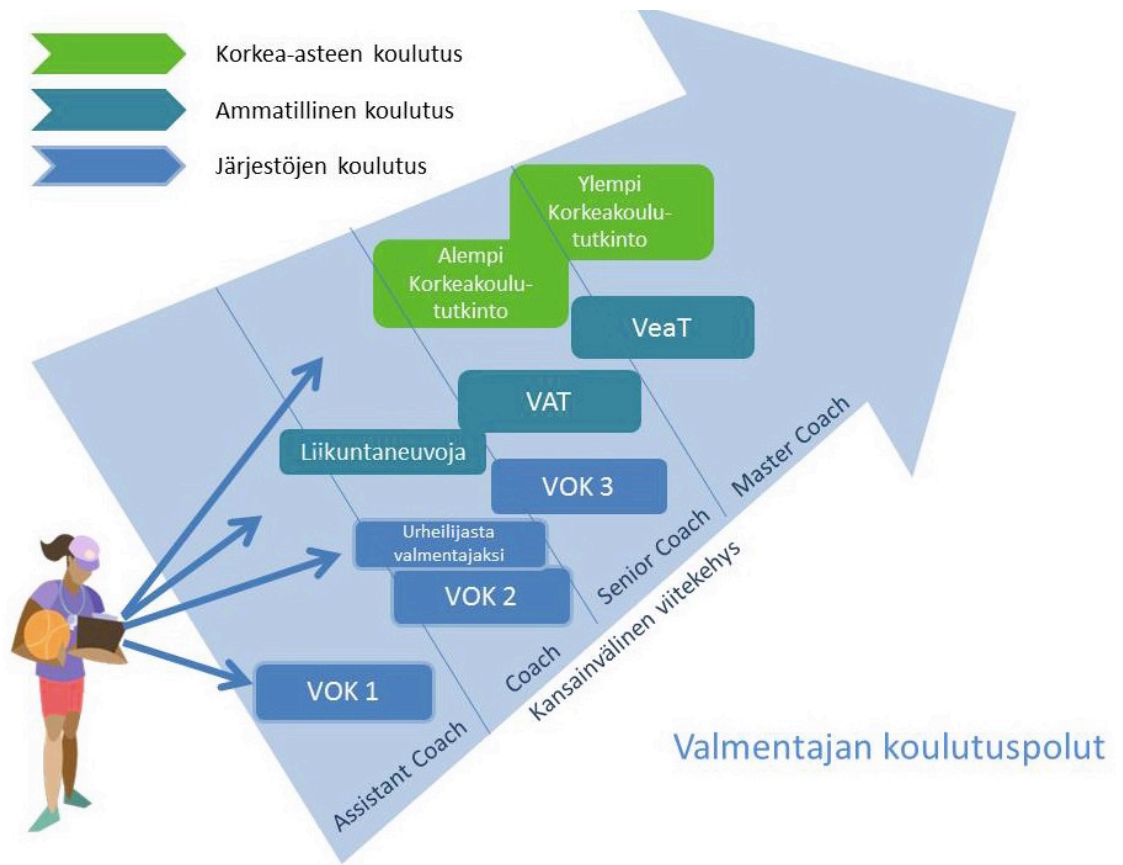 Korkea-asteen koulutus
Ammatillinen koulutus
Järjestöjen koulutus
Ylempi
Korkeakoulu-
tutkinto
Alempi
Korkeakoulu-
tutkinto
VeaT
VAT
Liikuntaneuvoja
VOK 3
Urheilijasta
valmentajaksi
VOK 2
VOK 1
Assistant Coach
Coach
Senior Coach
Master Coach
Kansainvälinen viitekehys
Valmentajan koulutuspolut